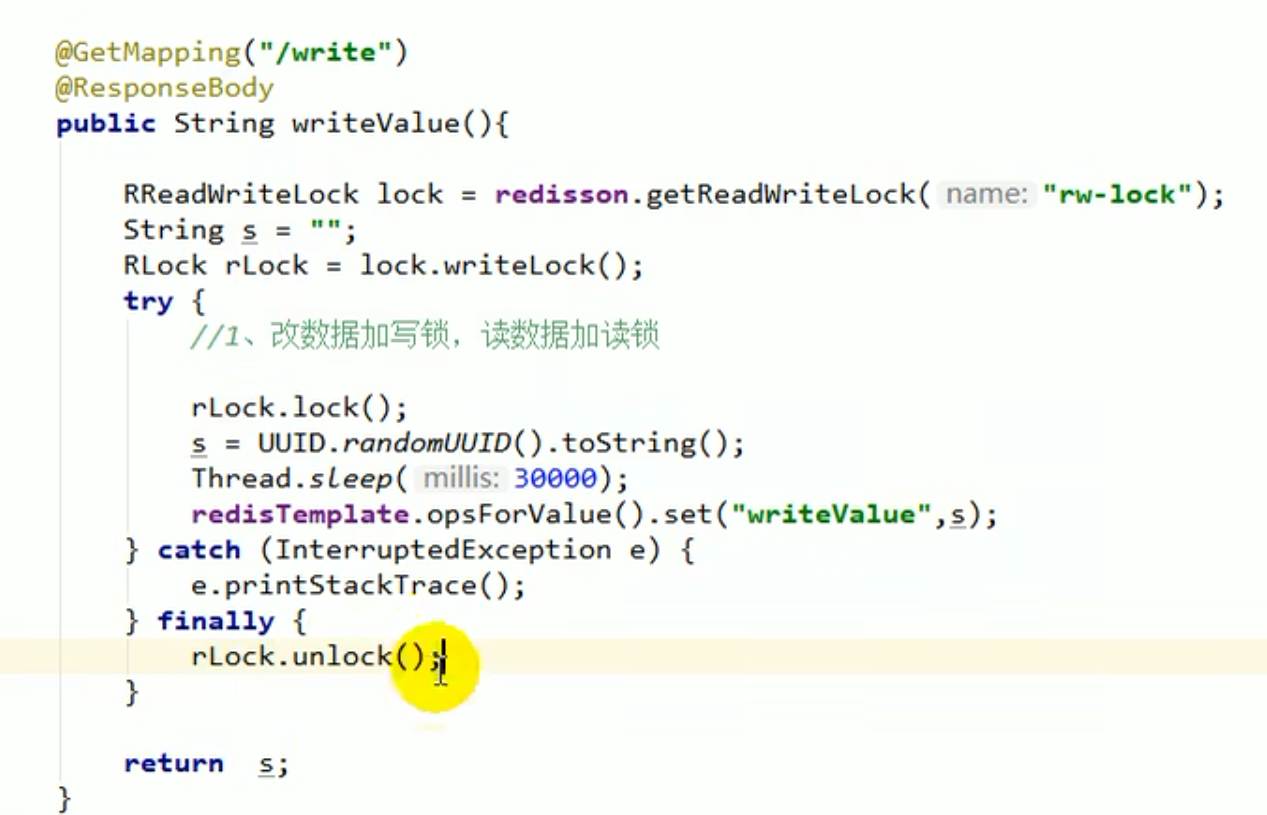 @GetMapping("/write")
@ResponseBody
public String writeValue(){
RReadWriteLock lock = redisson.getReadWriteLock( name: "rw-lock");
String s = "";
RLock rLock = lock.writeLock();
try {
//1、改数据加写锁，读数据加读锁
rLock.lock();
s = UUID.randomUUID().toString();
Thread.sleep( millis: 30000);
redisTemplate.opsForValue().set("writeValue",s);
} catch (InterruptedException e) {
e.printStackTrace();
} finally {
rLock.unlock();
}
return  s;
}